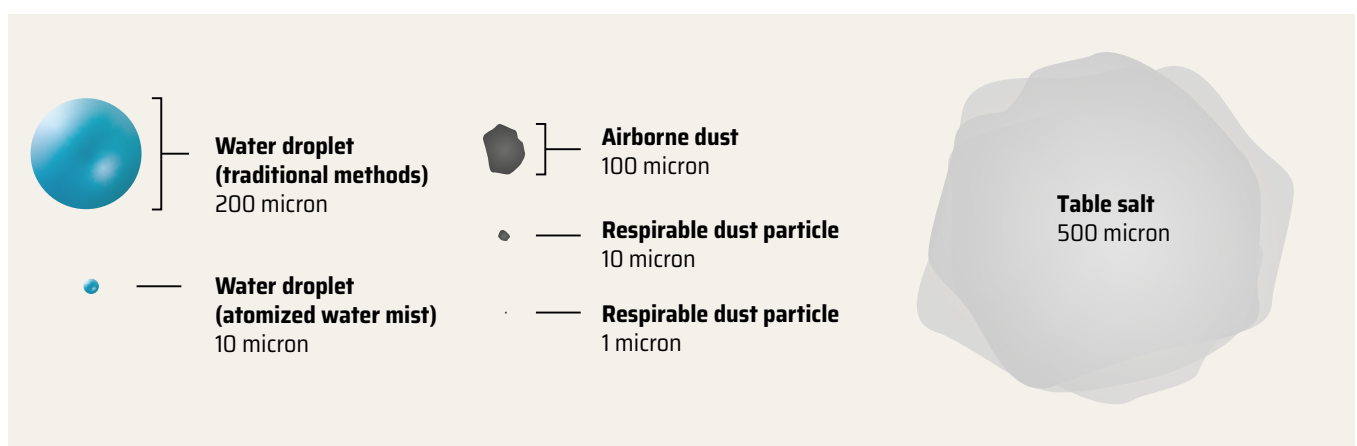 Water droplet
(traditional methods)
200 micron
Water droplet
(atomized water mist)
10 micron
Airborne dust
100 micron
Respirable dust particle
10 micron
Respirable dust particle
1 micron
Table salt
500 micron